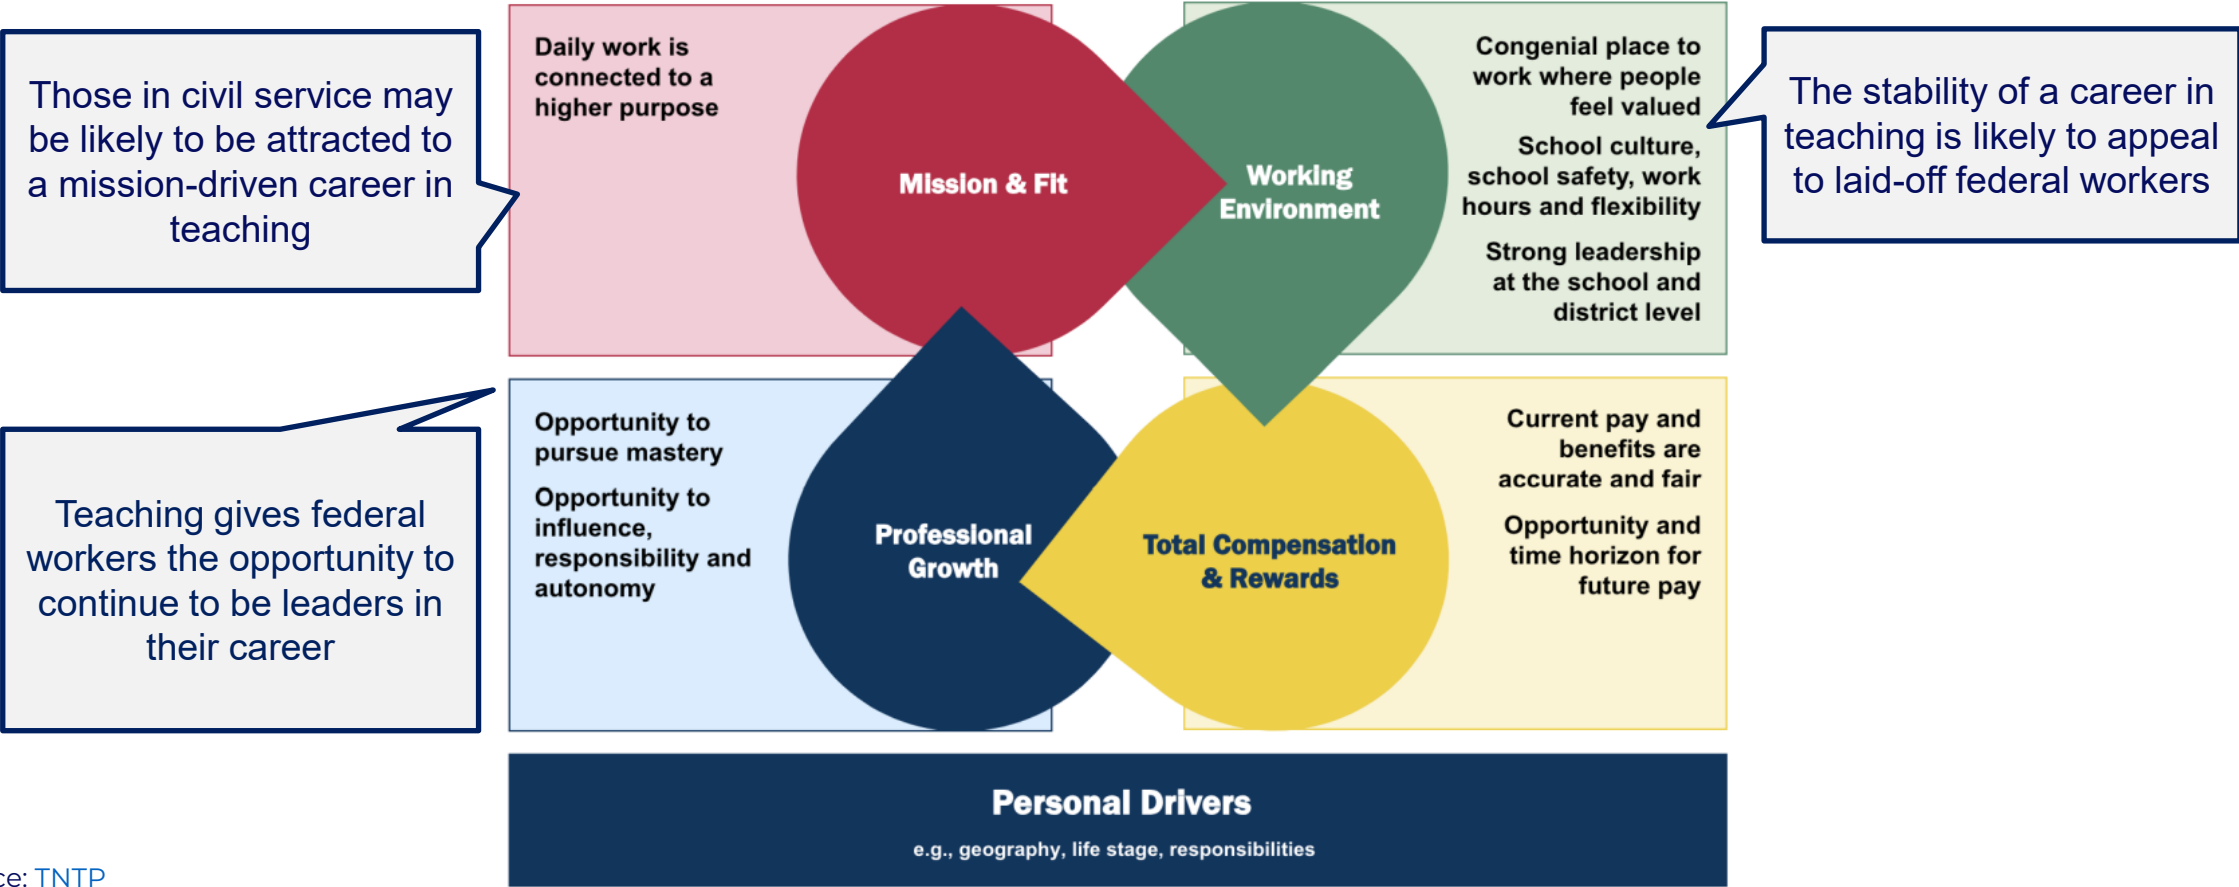 Those in civil service may
be likely to be attracted to
a mission-driven career in
teaching
Daily work is
connected to a
higher purpose
Mission & Fit
Working
Environment
Congenial place to
work where people
feel valued
School culture,
school safety, work
hours and flexibility
Strong leadership
at the school and
district level
The stability of a career in
teaching is likely to appeal
to laid-off federal workers
Teaching gives federal
workers the opportunity to
continue to be leaders in
their career
Opportunity to
pursue mastery
Opportunity to
influence,
responsibility and
autonomy
Professional
Growth
Total Compensation
& Rewards
Current pay and
benefits are
accurate and fair
Opportunity and
time horizon for
future pay
Personal Drivers
e.g., geography, life stage, responsibilities
ce: TNTP